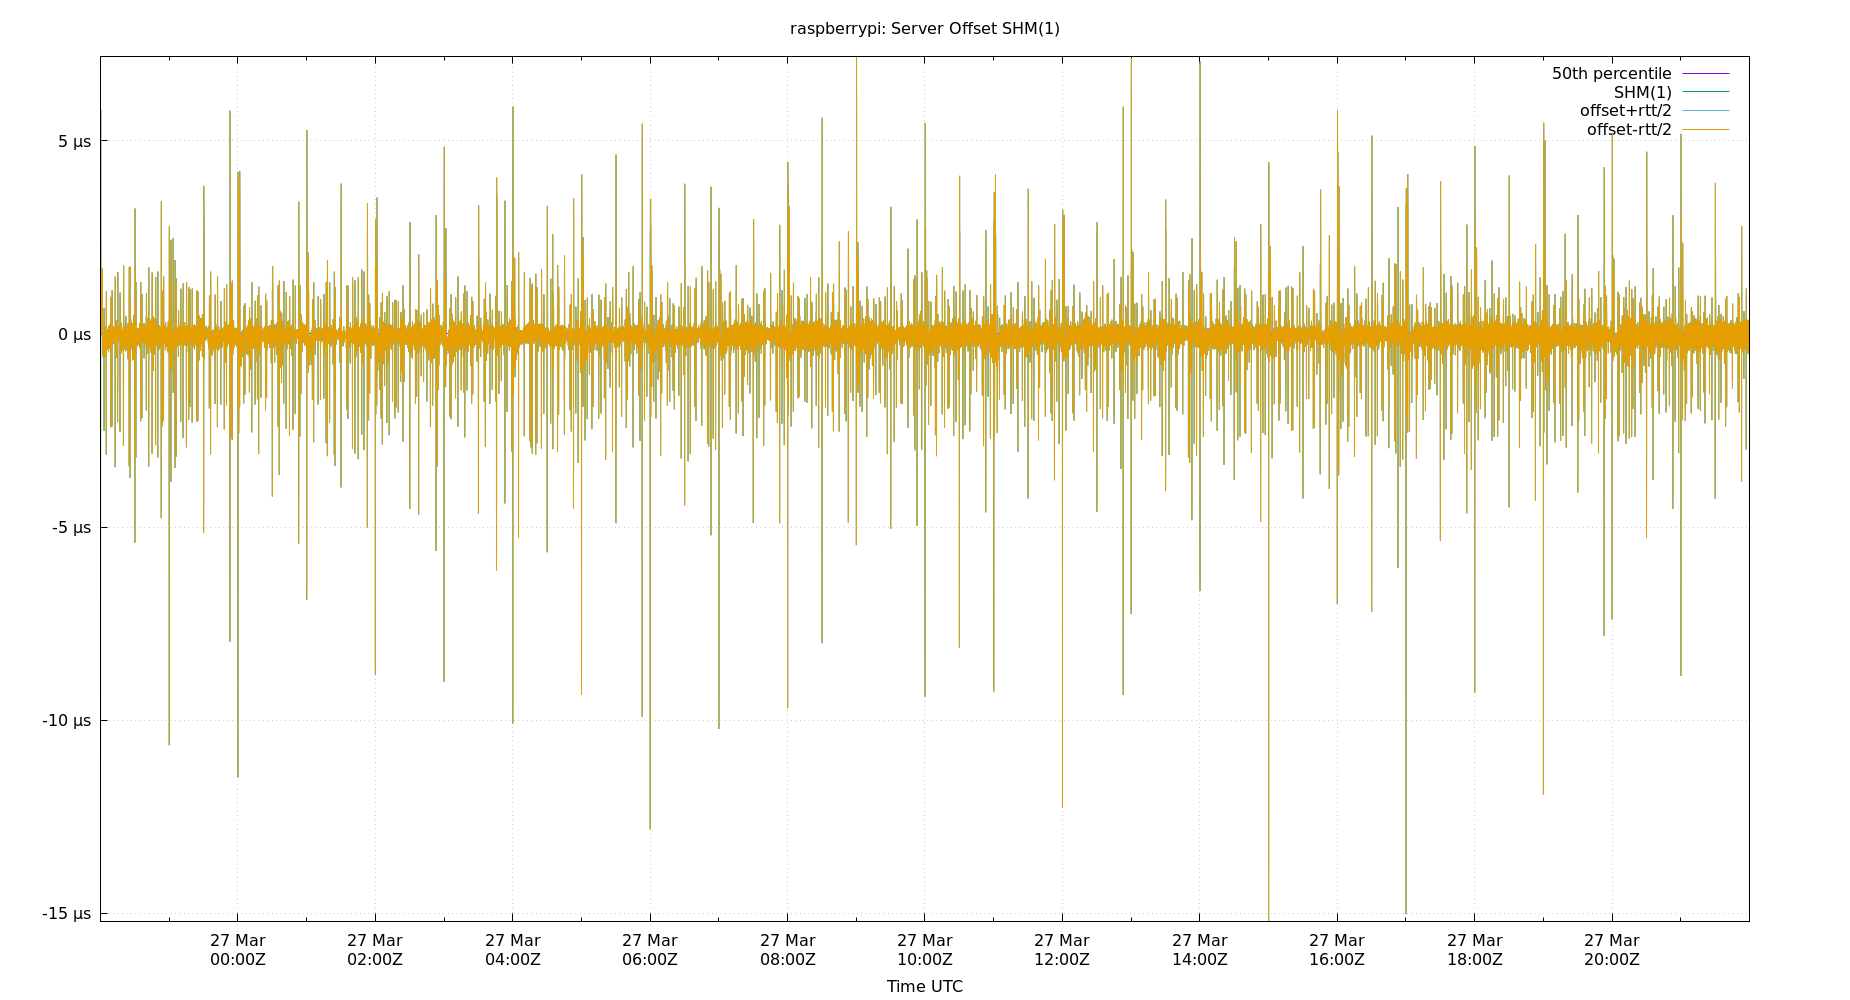 raspberrypi: Server Offset SHM(1)
50th percentile
SHM(1)
offset+rtt/2
offset-rtt/2
5 µs
0 µs
-5 µs
-10 µs
-15 µs
27 Mar 27 Mar 27 Mar 27 Mar 27 Mar 27 Mar 27 Mar 27 Mar 27 Mar 27 Mar 27 Mar
00:00Z 02:00Z 04:00Z 06:00Z 08:00Z 10:00Z 12:00Z 14:00Z 16:00Z 18:00Z 20:00Z
Time UTC